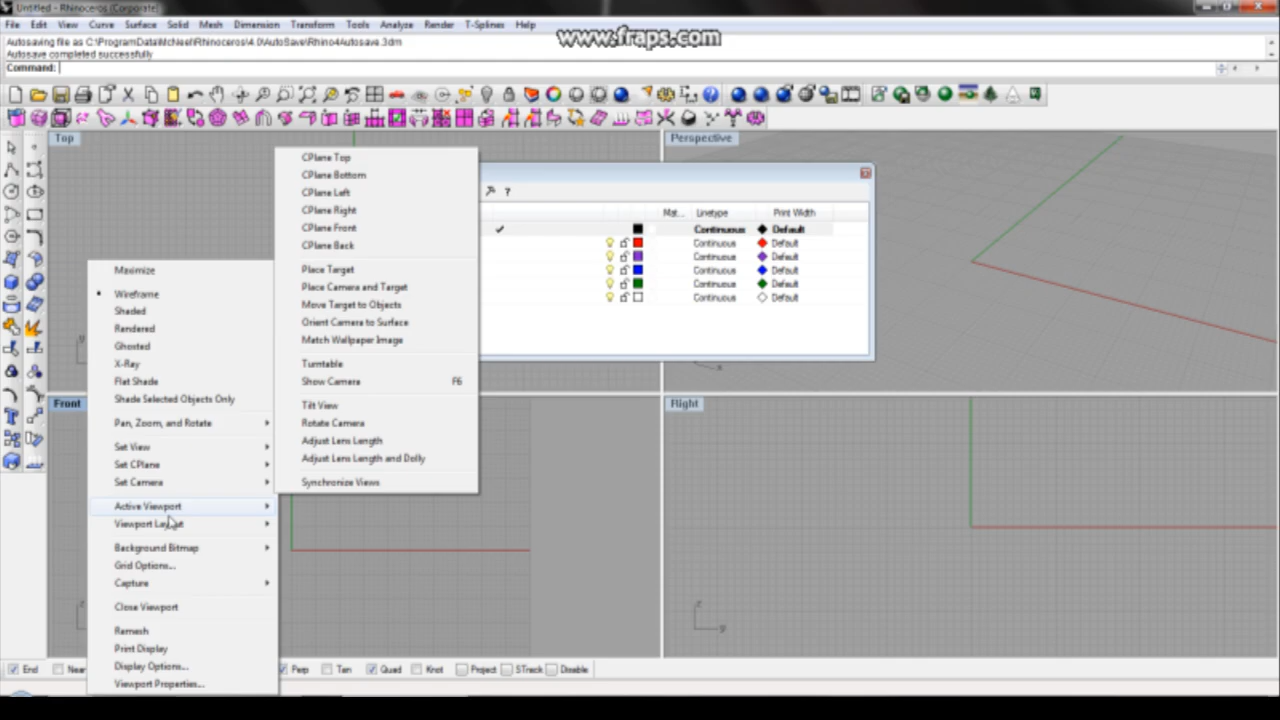 Untitled - Rhinoceros (Corporate)
File Edit View Curve Surface Solid Mesh Dimension Transform Tools Analyze Render T-Splines Help
www.fraps.com
Autosaving file as C:\ProgramData\McNeel\Rhinoceros\4.0\AutoSave\Rhino4Autosave.3dm
Autosave completed successfully
Command:
Top
Perspective
CPlane Top
CPlane Bottom
CPlane Left
CPlane Right
CPlane Front
CPlane Back
Place Target
Place Camera and Target
Move Target to Objects
Orient Camera to Surface
Match Wallpaper Image
Turntable
Show Camera F6
Tilt View
Rotate Camera
Adjust Lens Length
Adjust Lens Length and Dolly
Synchronize Views
?
Mat... Linetype Print Width
Continuous Default
Continuous Default
Continuous Default
Continuous Default
Continuous Default
Continuous Default
x
Maximize
Wireframe
Shaded
Rendered
Ghosted
X-Ray
Flat Shade
Shade Selected Objects Only
Pan, Zoom, and Rotate
Set View
Set CPlane
Set Camera
Active Viewport
Viewport Layout
Background Bitmap
Grid Options...
Capture
Close Viewport
Remesh
Print Display
Display Options...
Viewport Properties...
y
Front
Right
z
z
y
End Near Perp Tan Quad Knot Project STrack Disable